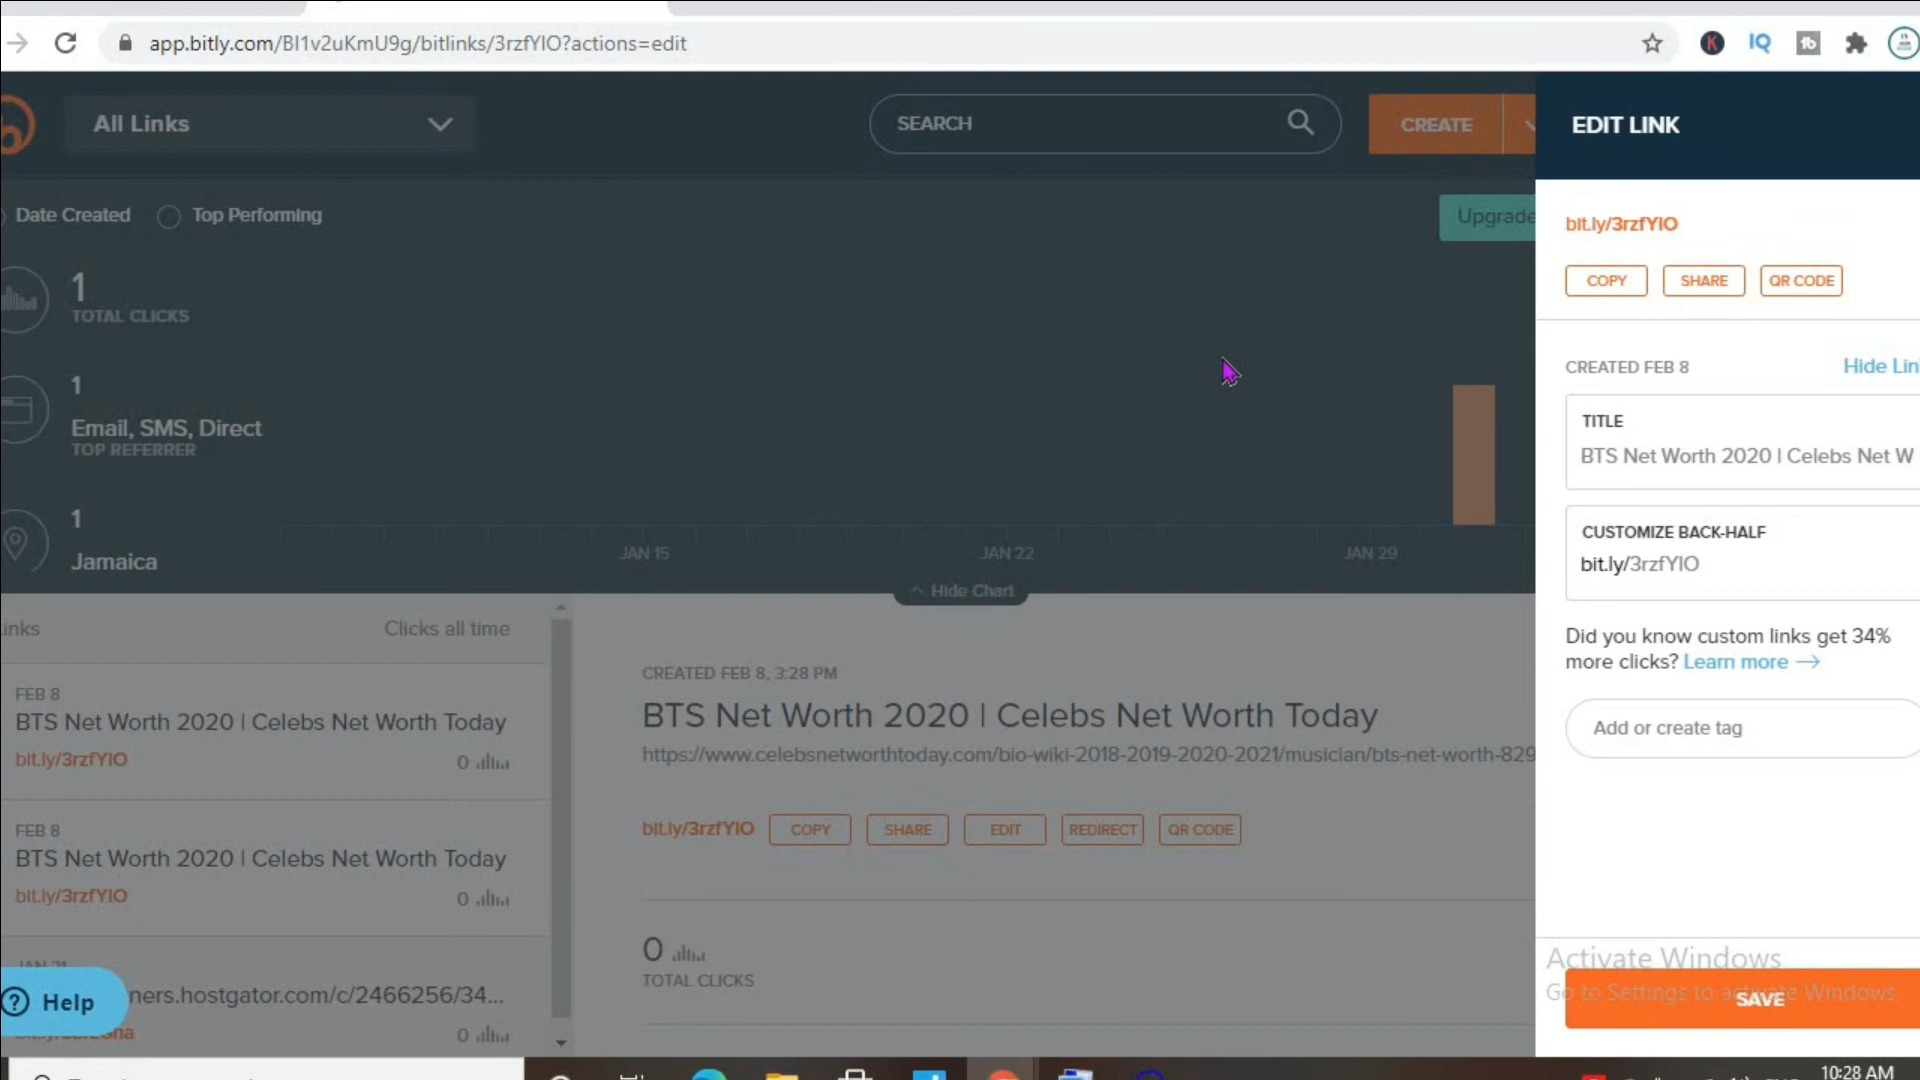 app.bitly.com/Bl1v2uKmU9g/bitlinks/3rzfYIO?actions=edit
All Links
SEARCH
CREATE
EDIT LINK
Date Created
Top Performing
Upgrade
bit.ly/3rzfYIO
COPY
SHARE
QR CODE
1
TOTAL CLICKS
CREATED FEB 8
Hide Lin
1
Email, SMS, Direct
TOP REFERRER
TITLE
BTS Net Worth 2020 | Celebs Net W
1
Jamaica
JAN 15
JAN 22
JAN 29
CUSTOMIZE BACK-HALF
bit.ly/3rzfYIO
Hide Chart
Did you know custom links get 34%
more clicks? Learn more →
Add or create tag
inks
Clicks all time
FEB 8
BTS Net Worth 2020 | Celebs Net Worth Today
bit.ly/3rzfYIO
0
FEB 8
BTS Net Worth 2020 | Celebs Net Worth Today
bit.ly/3rzfYIO
0
JAN 21
ners.hostgator.com/c/2466256/34...
0
CREATED FEB 8, 3:28 PM
BTS Net Worth 2020 | Celebs Net Worth Today
https://www.celebsnetworthtoday.com/bio-wiki-2018-2019-2020-2021/musician/bts-net-worth-829
bit.ly/3rzfYIO
COPY
SHARE
EDIT
REDIRECT
QR CODE
0
TOTAL CLICKS
Help
Activate Windows
Go to Settings to activate Windows.
SAVE
10:28 AM